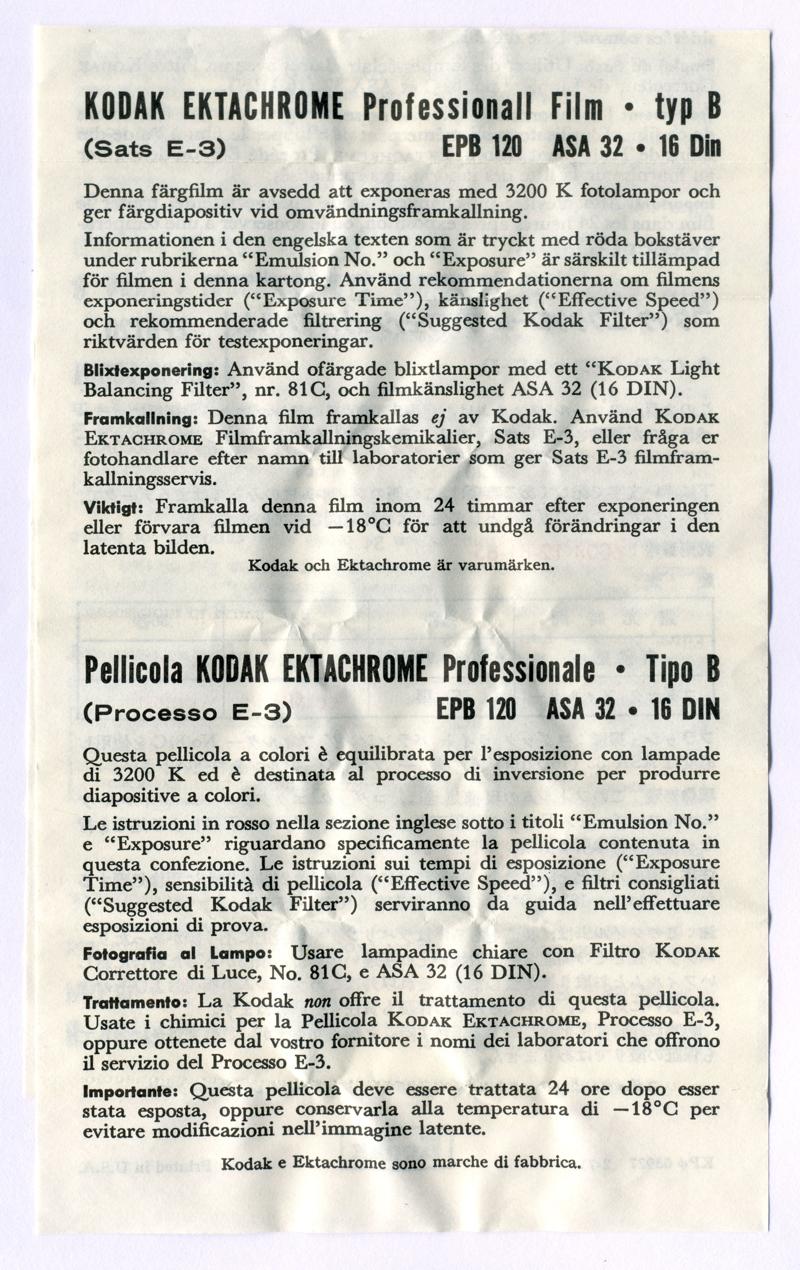 KODAK EKTACHROME Professionall Film • typ B
(Sats E-3) EPB 120 ASA 32 • 16 Din
Denna färgfilm är avsedd att exponeras med 3200 K fotolampor och
ger färgdiapositiv vid omvändningsframkallning.
Informationen i den engelska texten som är tryckt med röda bokstäver
under rubrikerna “Emulsion No.” och “Exposure” är särskilt tillämpad
för filmen i denna kartong. Använd rekommendationerna om filmens
exponeringstider (“Exposure Time”), känslighet (“Effective Speed”)
och rekommenderade filtrering (“Suggested Kodak Filter”) som
riktvärden för testexponeringar.
Blixtexponering: Använd ofärgade blixtlampor med ett “KODAK Light
Balancing Filter”, nr. 81C, och filmkänslighet ASA 32 (16 DIN).
Framkallning: Denna film framkallas ej av Kodak. Använd KODAK
EKTACHROME Filmframkallningskemikalier, Sats E-3, eller fråga er
fotohandlare efter namn till laboratorier som ger Sats E-3 filmfram-
kallningsservis.
Viktigt: Framkalla denna film inom 24 timmar efter exponeringen
eller förvara filmen vid −18°C för att undgå förändringar i den
latenta bilden.
Kodak och Ektachrome är varumärken.
Pellicola KODAK EKTACHROME Professionale • Tipo B
(Processo E-3) EPB 120 ASA 32 • 16 DIN
Questa pellicola a colori è equilibrata per l’esposizione con lampade
di 3200 K ed è destinata al processo di inversione per produrre
diapositive a colori.
Le istruzioni in rosso nella sezione inglese sotto i titoli “Emulsion No.”
e “Exposure” riguardano specificamente la pellicola contenuta in
questa confezione. Le istruzioni sui tempi di esposizione (“Exposure
Time”), sensibilità di pellicola (“Effective Speed”), e filtri consigliati
(“Suggested Kodak Filter”) serviranno da guida nell’effettuare
esposizioni di prova.
Fotografia al Lampo: Usare lampadine chiare con Filtro KODAK
Correttore di Luce, No. 81C, e ASA 32 (16 DIN).
Trattamento: La Kodak non offre il trattamento di questa pellicola.
Usate i chimici per la Pellicola KODAK EKTACHROME, Processo E-3,
oppure ottenete dal vostro fornitore i nomi dei laboratori che offrono
il servizio del Processo E-3.
Importante: Questa pellicola deve essere trattata 24 ore dopo esser
stata esposta, oppure conservarla alla temperatura di −18°C per
evitare modificazioni nell’immagine latente.
Kodak e Ektachrome sono marche di fabbrica.